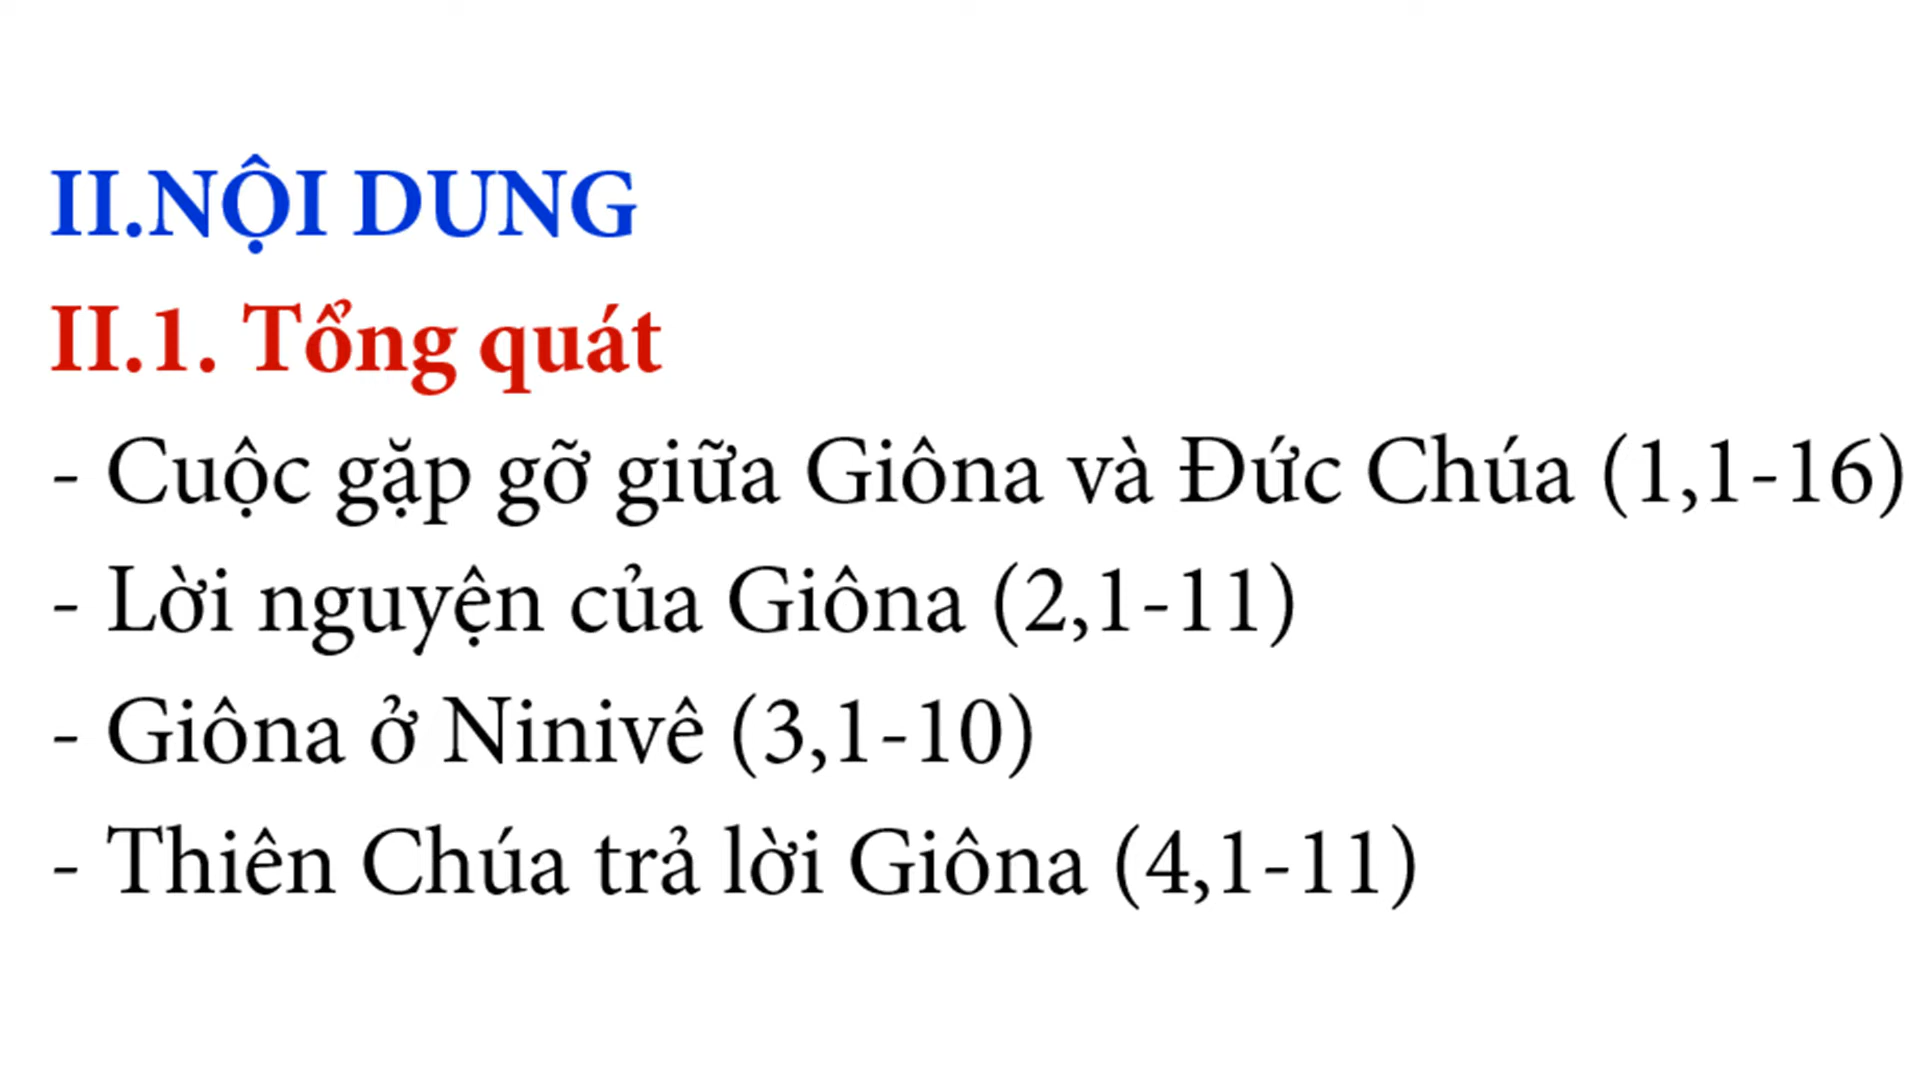 II.NỘI DUNG
II.1. Tổng quát
- Cuộc gặp gỡ giữa Giôna và Đức Chúa (1,1-16)
- Lời nguyện của Giôna (2,1-11)
- Giôna ở Ninivê (3,1-10)
- Thiên Chúa trả lời Giôna (4,1-11)